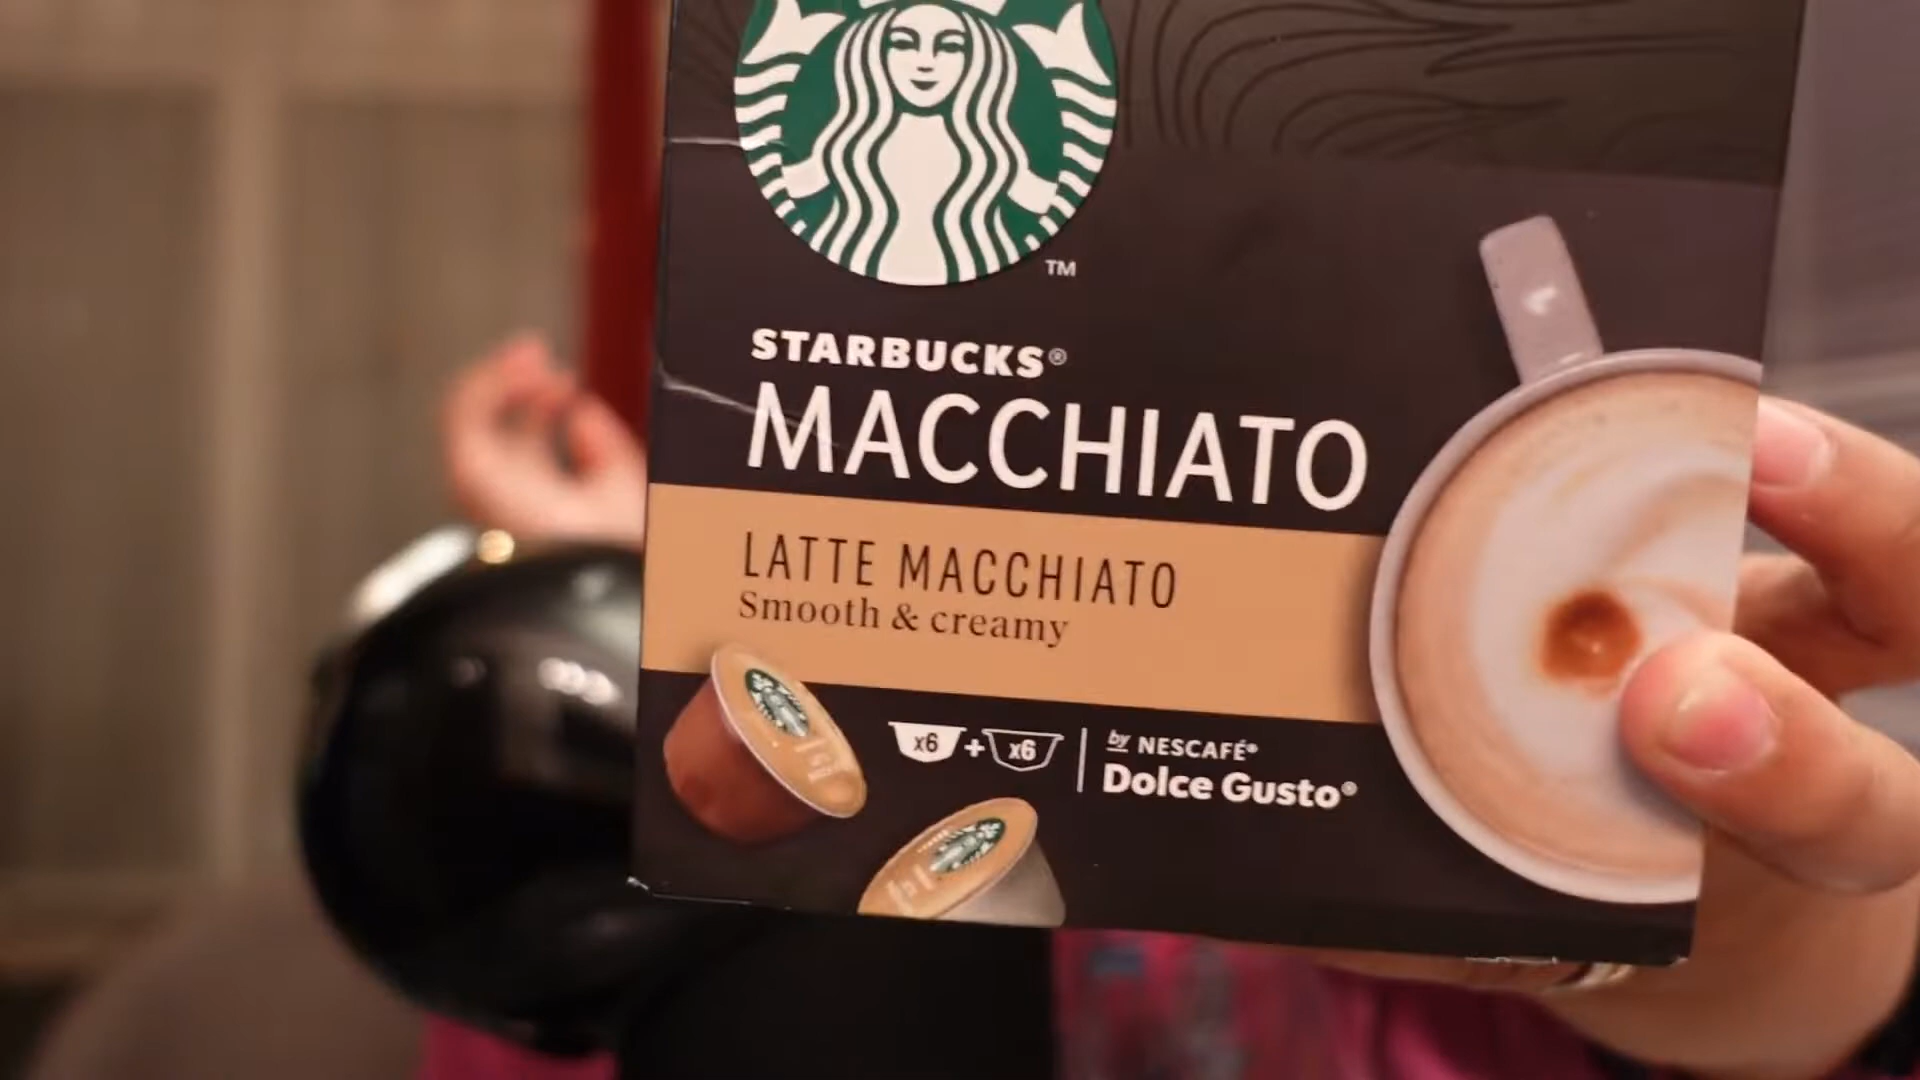 TM
STARBUCKS®
MACCHIATO
LATTE MACCHIATO
Smooth & creamy
x6 + x6
by NESCAFÉ®
Dolce Gusto®